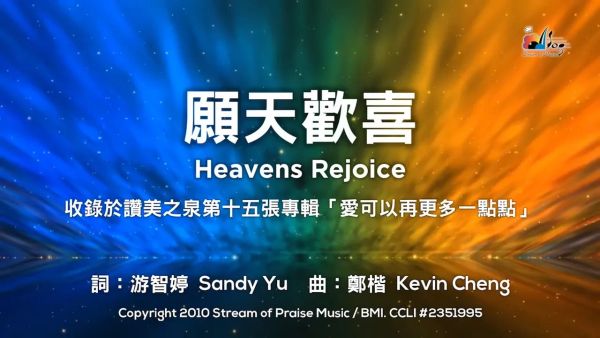 願天歡喜
Heavens Rejoice
收錄於讚美之泉第十五張專輯「愛可以再更多一點點」
詞：游智婷 Sandy Yu 曲：鄭楷 Kevin Cheng
Copyright 2010 Stream of Praise Music / BMI. CCLI #2351995